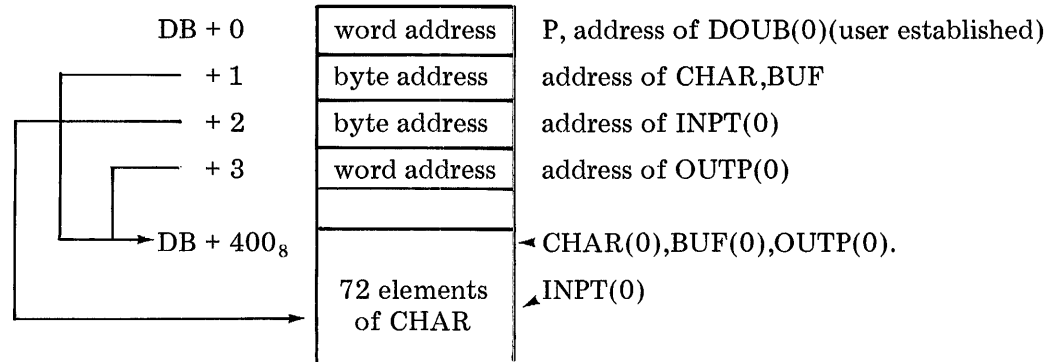 DB + 0 word address P, address of DOUB(0)(user established)
+ 1 byte address address of CHAR,BUF
+ 2 byte address address of INPT(0)
+ 3 word address address of OUTP(0)
DB + 400₈ CHAR(0),BUF(0),OUTP(0).
72 elements INPT(0)
of CHAR